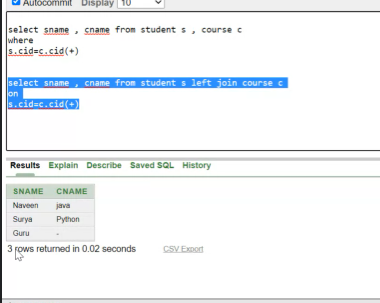 Autocommit Display 10
select sname , cname from student s , course c
where
s.cid=c.cid(+)
select sname , cname from student s left join course c
on
s.cid=c.cid(+)
Results Explain Describe Saved SQL History
SNAME CNAME
Naveen java
Surya Python
Guru -
3 rows returned in 0.02 seconds CSV Export